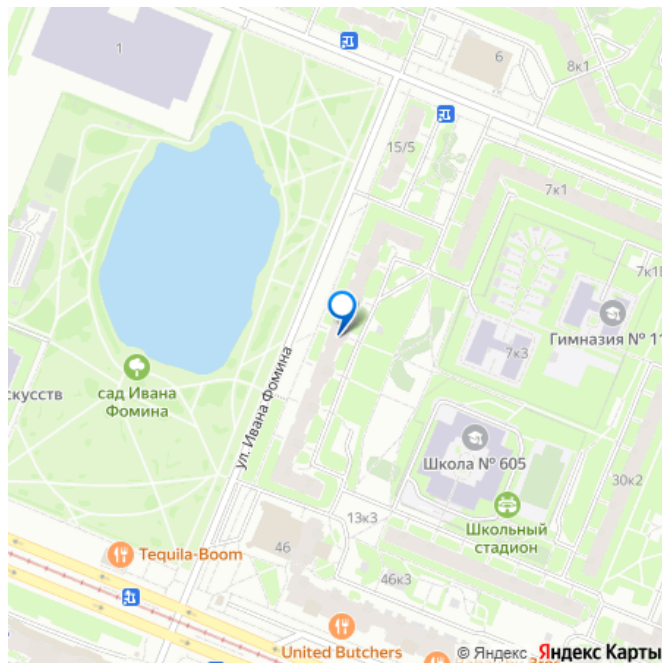 1
6
8к1
15/5
7к1
7к1Б
Гимназия № 11
7к3
ул. Ивана Фомина
сад Ивана
Фомина
скусств
Школа № 605
30к2
Школьный
стадион
13к3
46
46к3
Tequila-Boom
United Butchers
© Яндекс Яндекс Карты